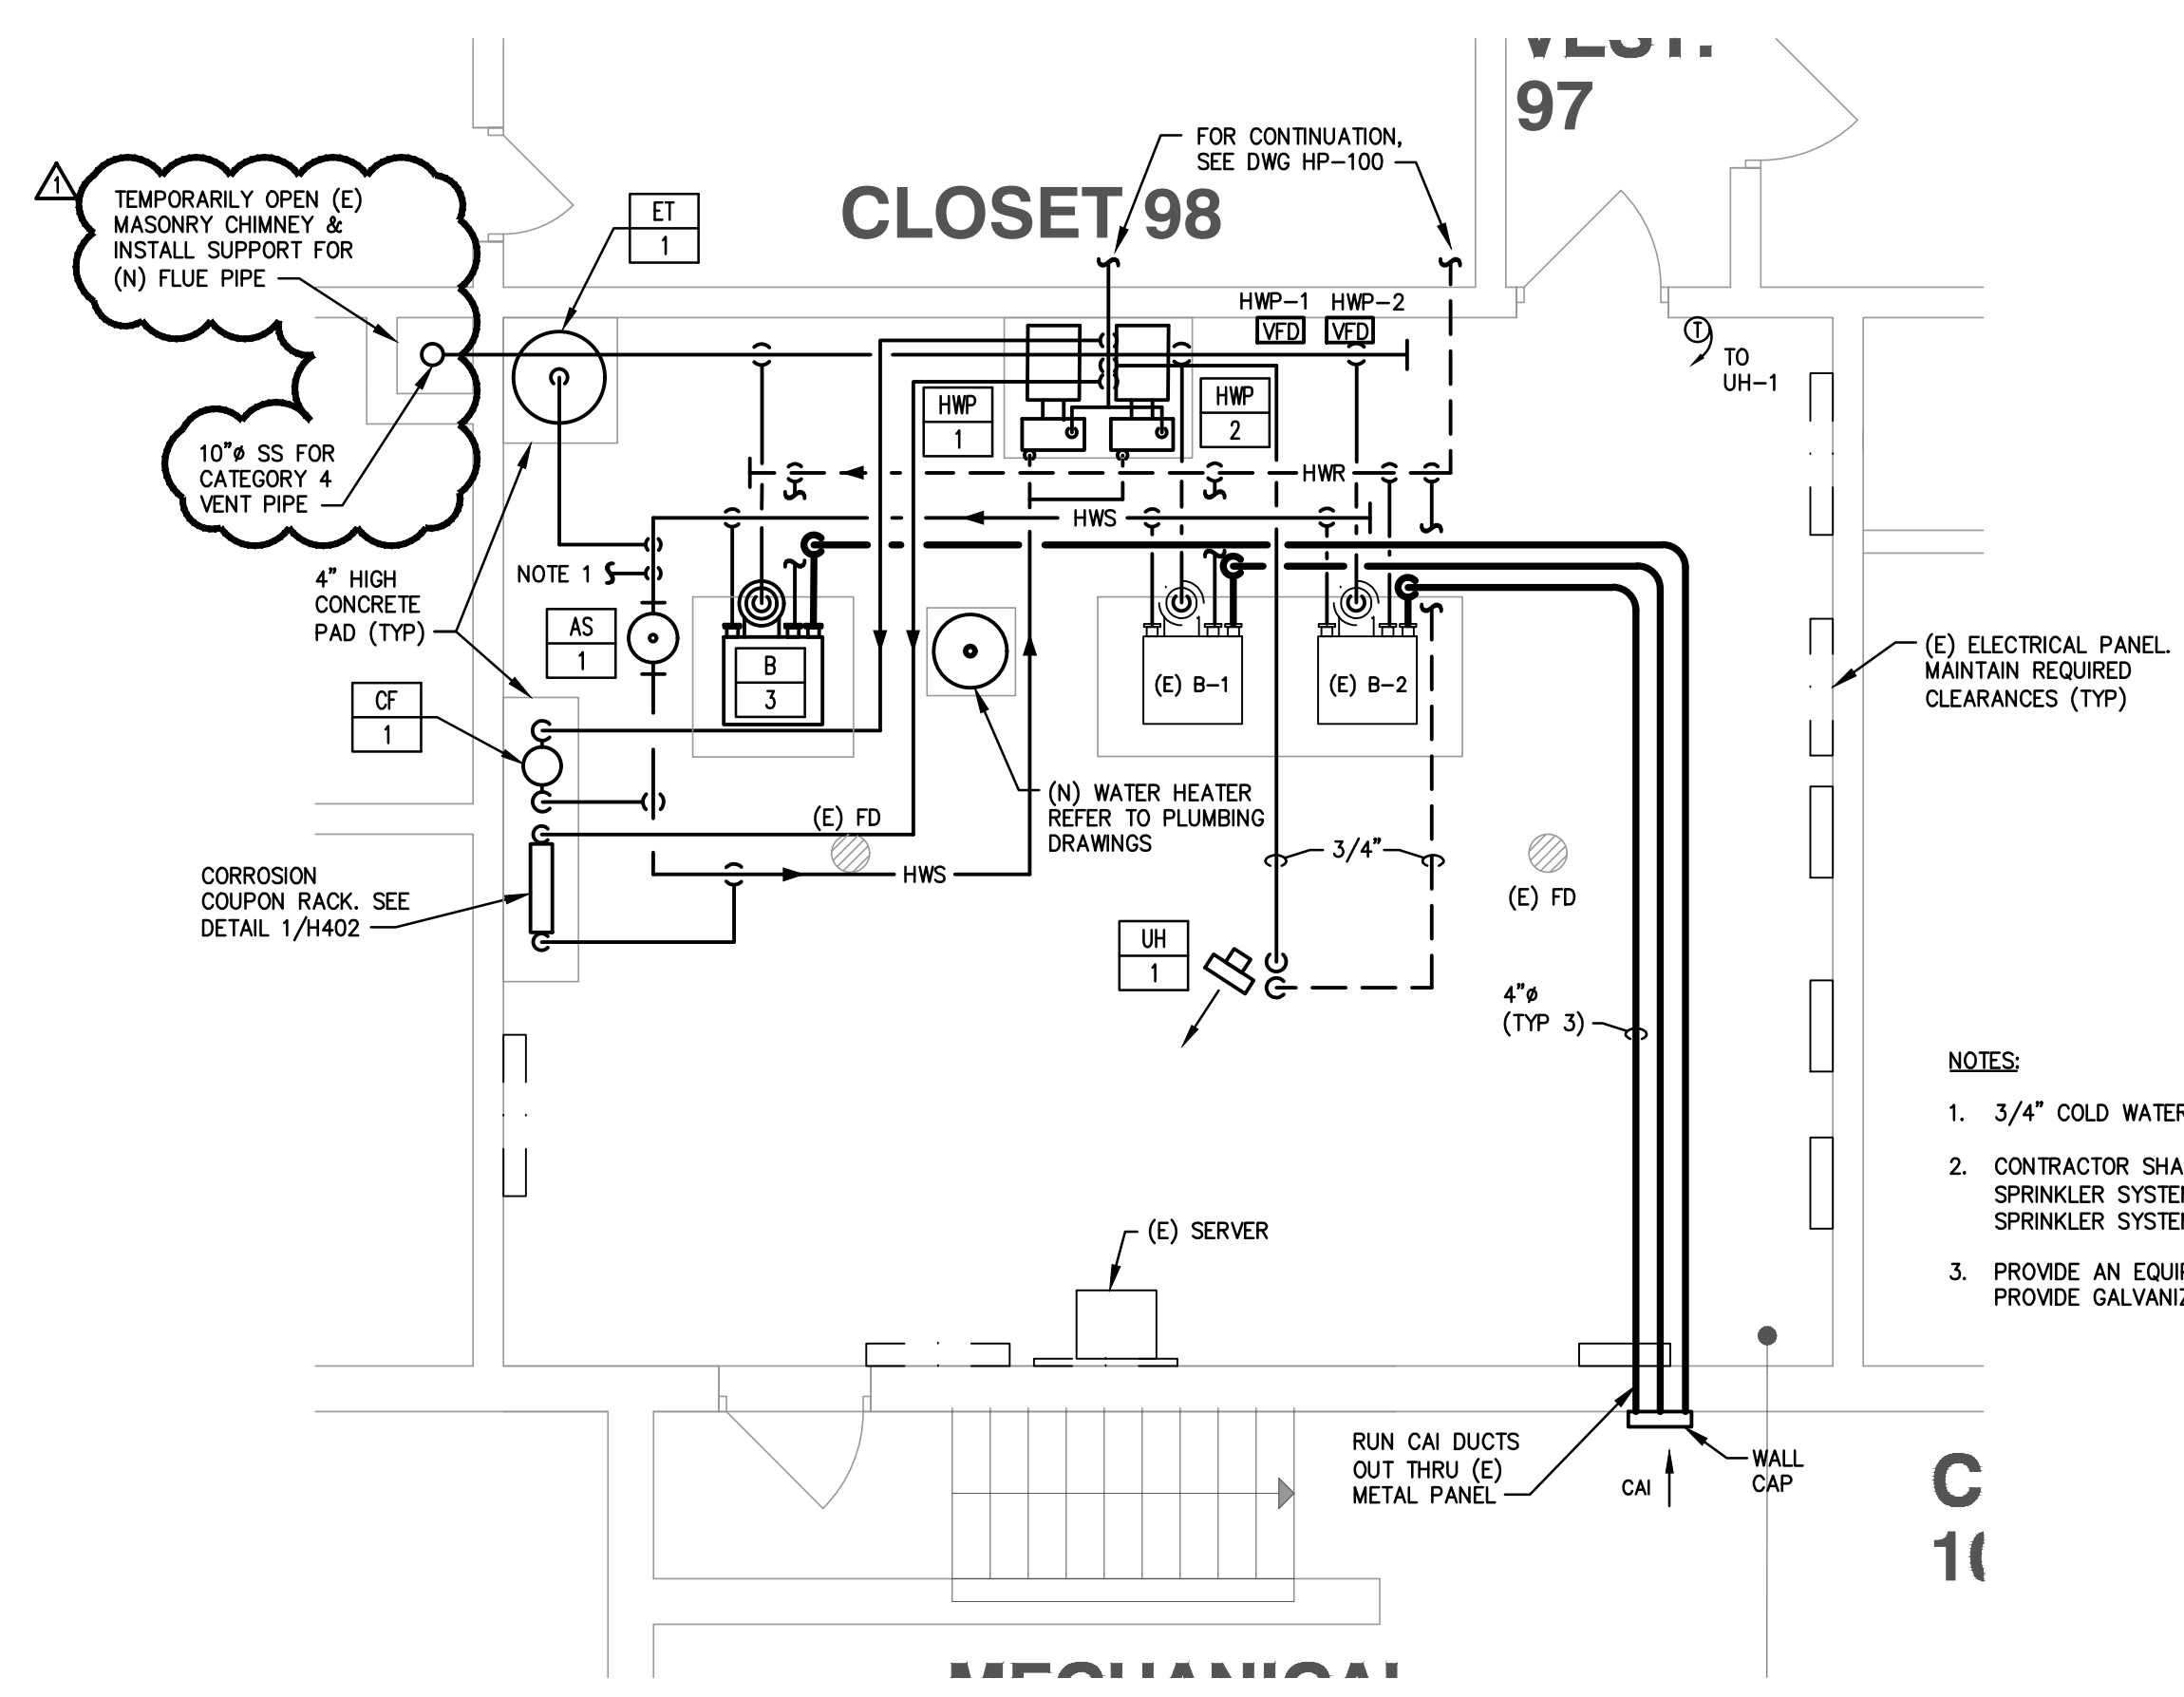 97
FOR CONTINUATION,
SEE DWG HP-100
CLOSET 98
1
TEMPORARILY OPEN (E)
MASONRY CHIMNEY &
INSTALL SUPPORT FOR
(N) FLUE PIPE
ET
1
HWP-1
HWP-2
VFD
VFD
T
TO
UH-1
HWP
1
HWP
2
10"ø SS FOR
CATEGORY 4
VENT PIPE
HWR
HWS
NOTE 1
4" HIGH
CONCRETE
PAD (TYP)
AS
1
B
3
(E) B-1
(E) B-2
(E) ELECTRICAL PANEL.
MAINTAIN REQUIRED
CLEARANCES (TYP)
CF
1
(N) WATER HEATER
REFER TO PLUMBING
DRAWINGS
(E) FD
3/4"
HWS
CORROSION
COUPON RACK. SEE
DETAIL 1/H402
(E) FD
UH
1
4"ø
(TYP 3)
NOTES:
1. 3/4" COLD WATER
2. CONTRACTOR SHA
SPRINKLER SYSTE
SPRINKLER SYSTE
3. PROVIDE AN EQUI
PROVIDE GALVANI
(E) SERVER
RUN CAI DUCTS
OUT THRU (E)
METAL PANEL
CAI
WALL
CAP
C
MECHANICAL